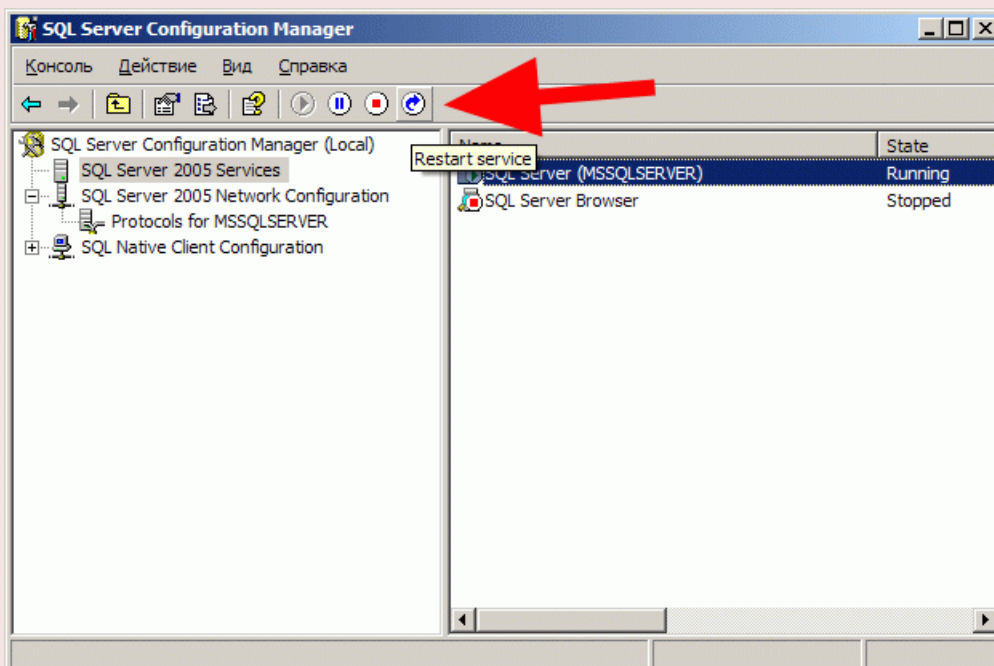 SQL Server Configuration Manager
Консоль Действие Вид Справка
SQL Server Configuration Manager (Local)
SQL Server 2005 Services
SQL Server 2005 Network Configuration
Protocols for MSSQLSERVER
SQL Native Client Configuration
Name State
Restart service
SQL Server (MSSQLSERVER) Running
SQL Server Browser Stopped